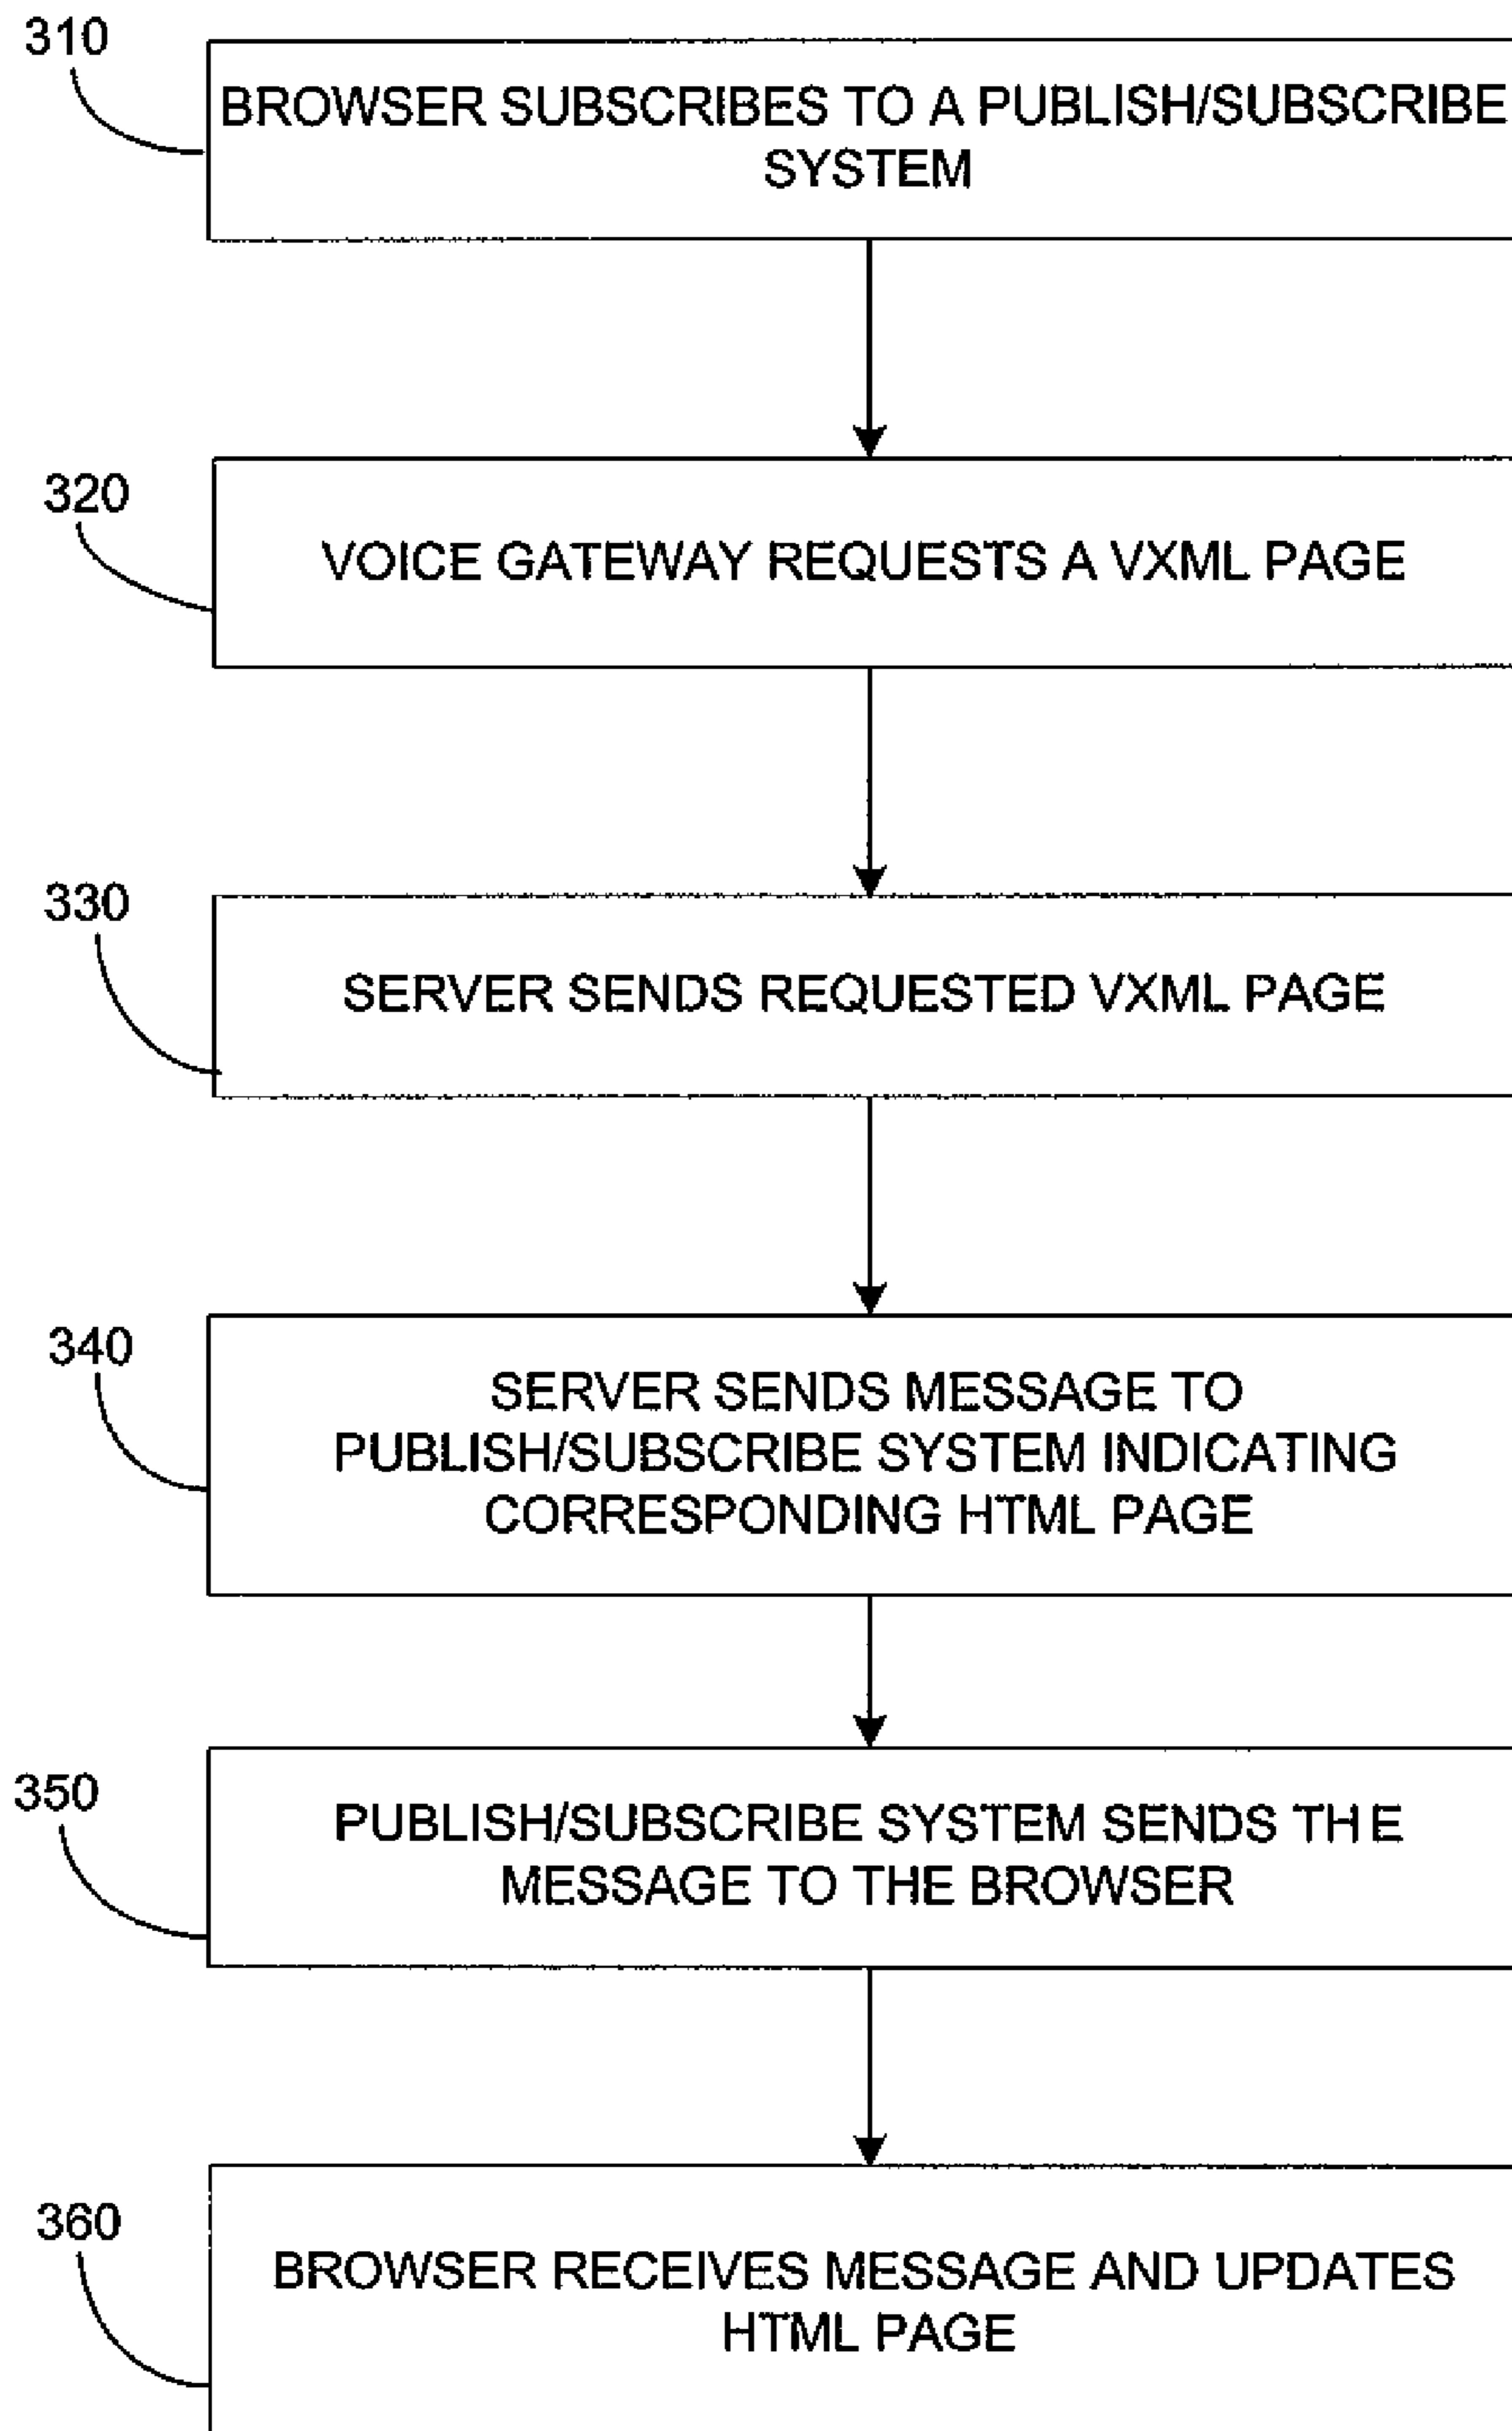 310
BROWSER SUBSCRIBES TO A PUBLISH/SUBSCRIBE
SYSTEM
320
VOICE GATEWAY REQUESTS A VXML PAGE
330
SERVER SENDS REQUESTED VXML PAGE
340
SERVER SENDS MESSAGE TO
PUBLISH/SUBSCRIBE SYSTEM INDICATING
CORRESPONDING HTML PAGE
350
PUBLISH/SUBSCRIBE SYSTEM SENDS THE
MESSAGE TO THE BROWSER
360
BROWSER RECEIVES MESSAGE AND UPDATES
HTML PAGE